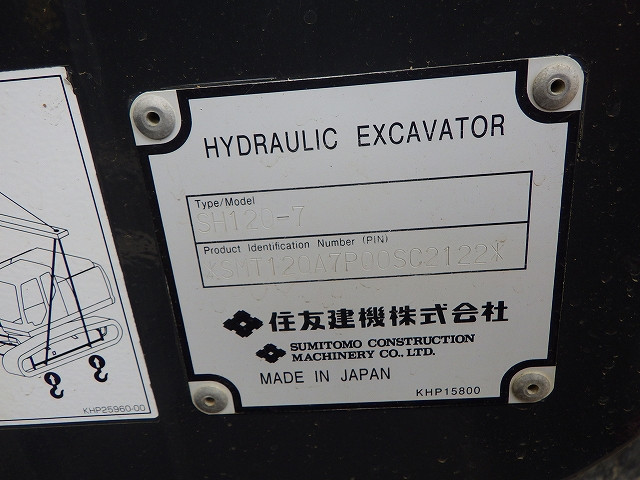 HYDRAULIC EXCAVATOR
Type/Model
SH120-7
Product Identification Number (PIN)
*SMT120A7P00SC2122*
住友建機株式会社
SUMITOMO CONSTRUCTION
MACHINERY CO., LTD.
MADE IN JAPAN
KHP15800
KHP25960-00